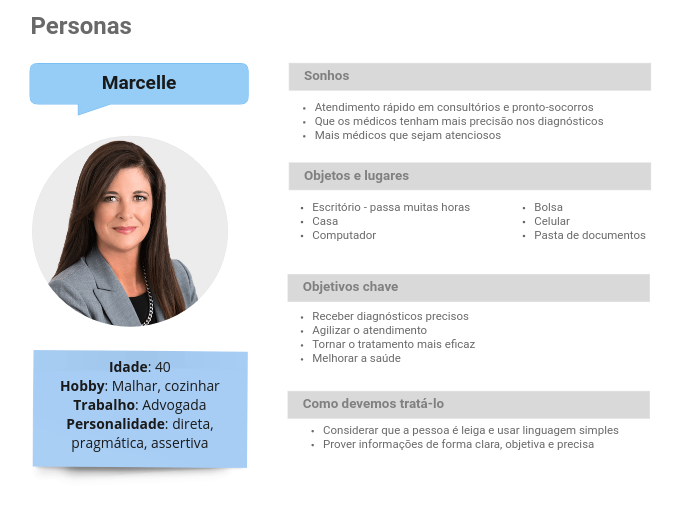 Personas
Marcelle
Idade: 40
Hobby: Malhar, cozinhar
Trabalho: Advogada
Personalidade: direta,
pragmática, assertiva
Sonhos
• Atendimento rápido em consultórios e pronto-socorros
• Que os médicos tenham mais precisão nos diagnósticos
• Mais médicos que sejam atenciosos
Objetos e lugares
• Escritório - passa muitas horas
• Casa
• Computador
• Bolsa
• Celular
• Pasta de documentos
Objetivos chave
• Receber diagnósticos precisos
• Agilizar o atendimento
• Tornar o tratamento mais eficaz
• Melhorar a saúde
Como devemos tratá-lo
• Considerar que a pessoa é leiga e usar linguagem simples
• Prover informações de forma clara, objetiva e precisa